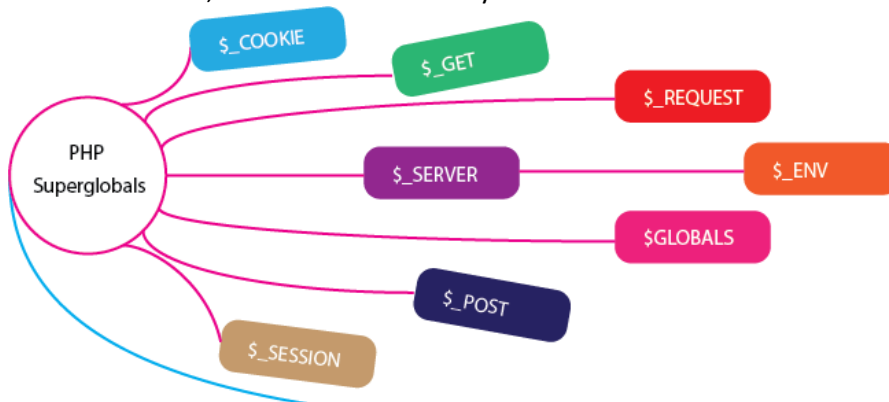 $_COOKIE
$_GET
$_REQUEST
PHP
Superglobals
$_SERVER
$_ENV
$GLOBALS
$_POST
$_SESSION